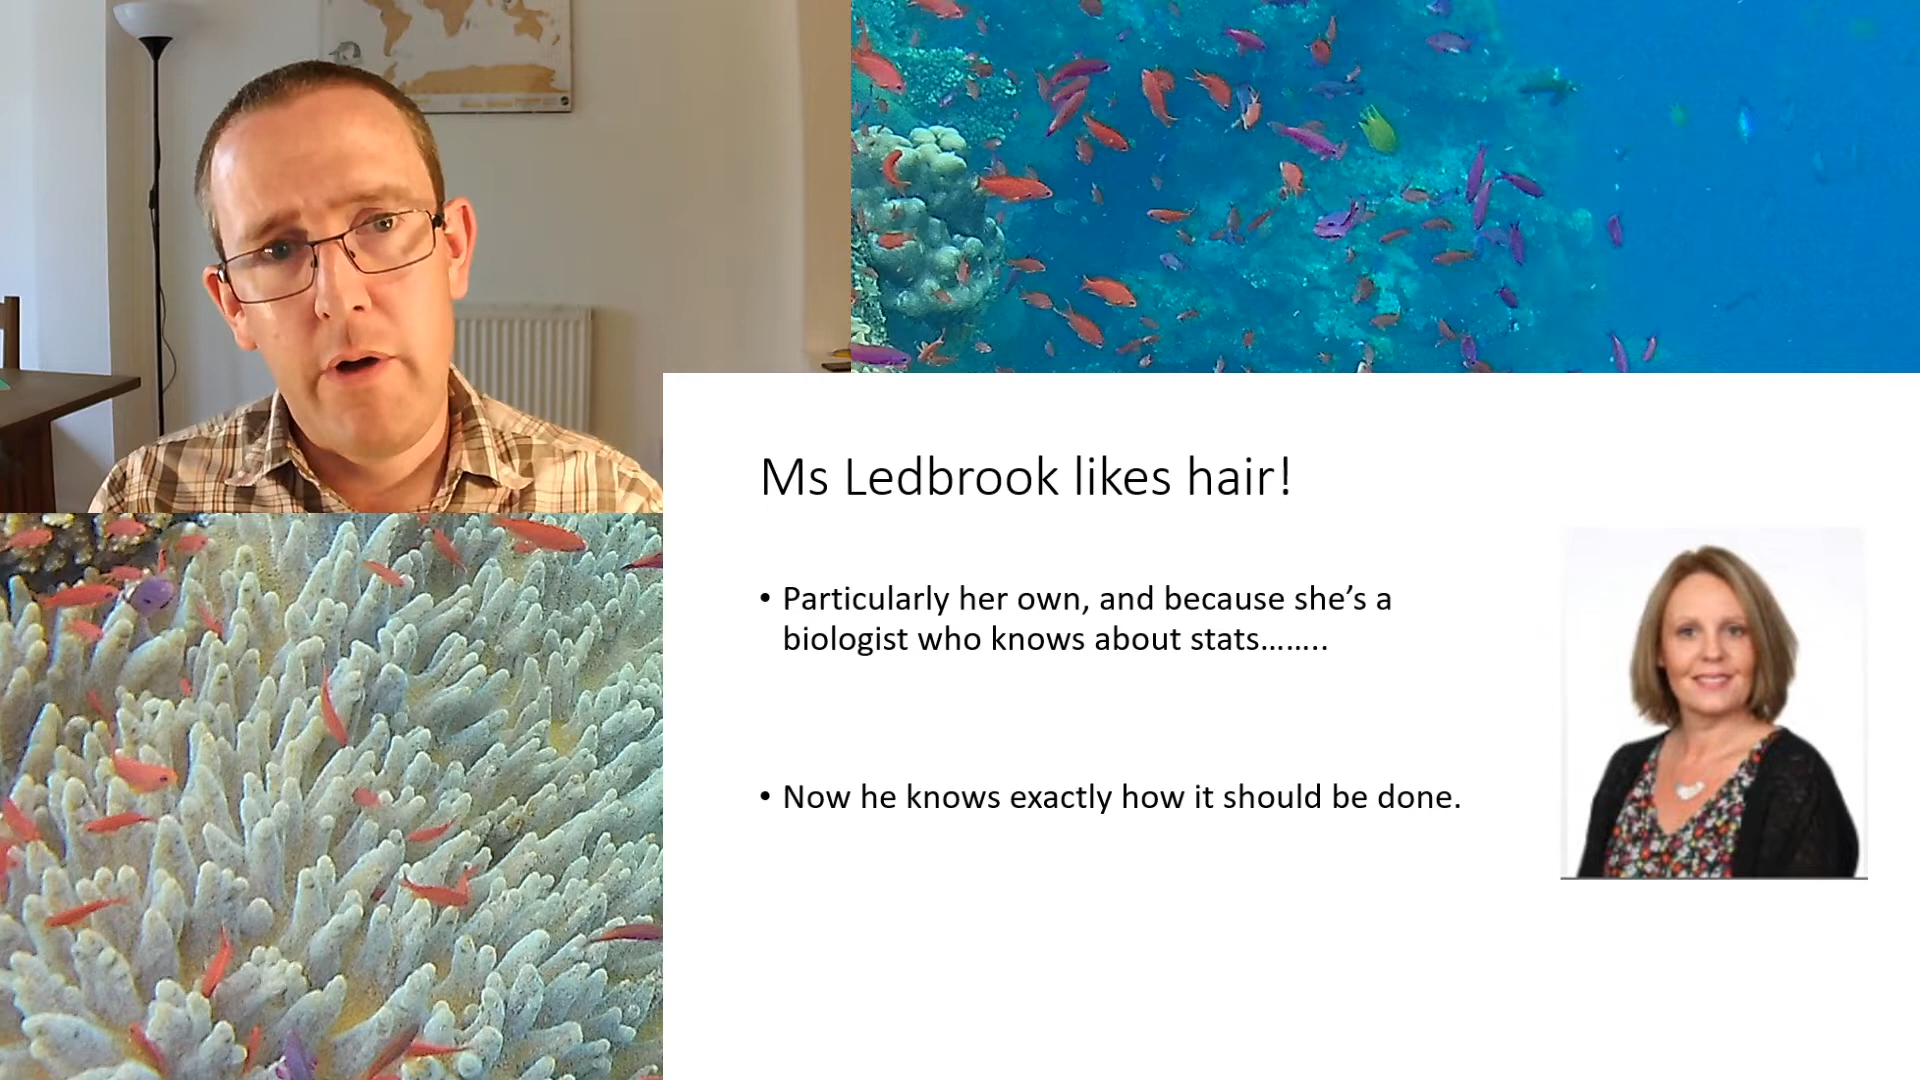 Ms Ledbrook likes hair!
• Particularly her own, and because she’s a
biologist who knows about stats……..
• Now he knows exactly how it should be done.